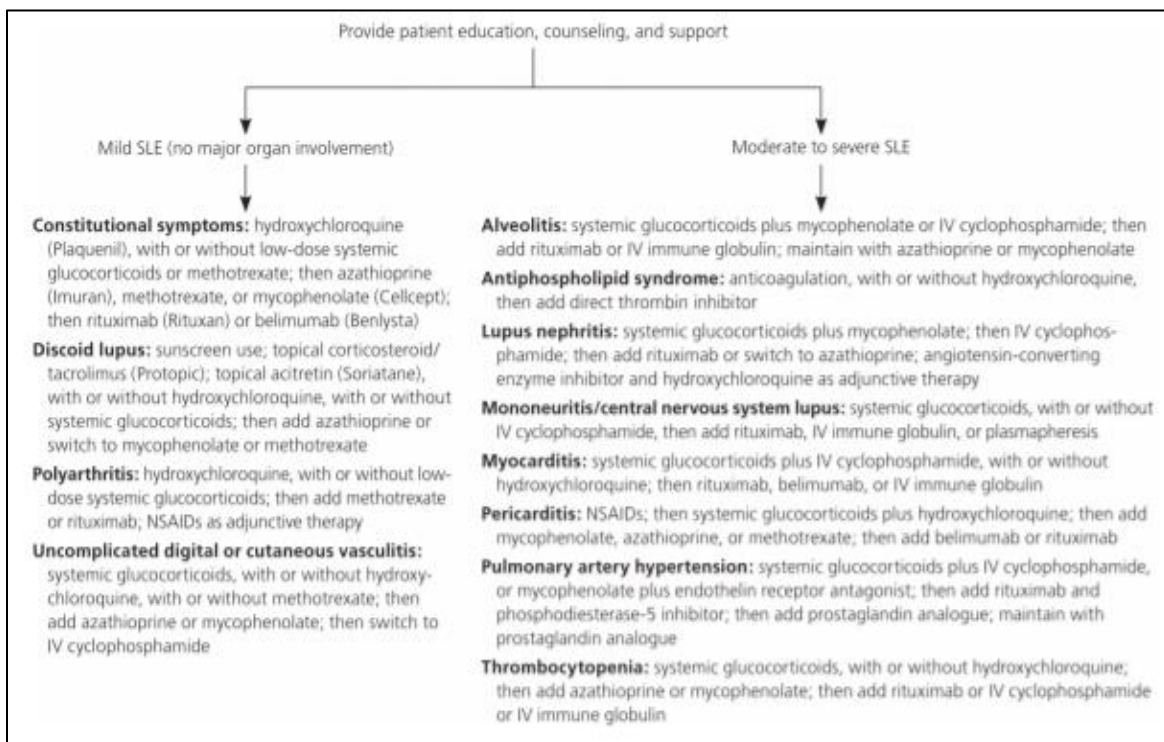 Provide patient education, counseling, and support
Mild SLE (no major organ involvement)
Moderate to severe SLE
Constitutional symptoms: hydroxychloroquine
(Plaquenil), with or without low-dose systemic
glucocorticoids or methotrexate; then azathioprine
(Imuran), methotrexate, or mycophenolate (Cellcept);
then rituximab (Rituxan) or belimumab (Benlysta)
Discoid lupus: sunscreen use; topical corticosteroid/
tacrolimus (Protopic); topical acitretin (Soriatane),
with or without hydroxychloroquine, with or without
systemic glucocorticoids; then add azathioprine or
switch to mycophenolate or methotrexate
Polyarthritis: hydroxychloroquine, with or without low-
dose systemic glucocorticoids; then add methotrexate
or rituximab; NSAIDs as adjunctive therapy
Uncomplicated digital or cutaneous vasculitis:
systemic glucocorticoids, with or without hydroxy-
chloroquine, with or without methotrexate; then
add azathioprine or mycophenolate; then switch to
IV cyclophosphamide
Alveolitis: systemic glucocorticoids plus mycophenolate or IV cyclophosphamide; then
add rituximab or IV immune globulin; maintain with azathioprine or mycophenolate
Antiphospholipid syndrome: anticoagulation, with or without hydroxychloroquine,
then add direct thrombin inhibitor
Lupus nephritis: systemic glucocorticoids plus mycophenolate; then IV cyclophos-
phamide; then add rituximab or switch to azathioprine; angiotensin-converting
enzyme inhibitor and hydroxychloroquine as adjunctive therapy
Mononeuritis/central nervous system lupus: systemic glucocorticoids, with or without
IV cyclophosphamide, then add rituximab, IV immune globulin, or plasmapheresis
Myocarditis: systemic glucocorticoids plus IV cyclophosphamide, with or without
hydroxychloroquine; then rituximab, belimumab, or IV immune globulin
Pericarditis: NSAIDs; then systemic glucocorticoids plus hydroxychloroquine; then add
mycophenolate, azathioprine, or methotrexate; then add belimumab or rituximab
Pulmonary artery hypertension: systemic glucocorticoids plus IV cyclophosphamide,
or mycophenolate plus endothelin receptor antagonist; then add rituximab and
phosphodiesterase-5 inhibitor; then add prostaglandin analogue; maintain with
prostaglandin analogue
Thrombocytopenia: systemic glucocorticoids, with or without hydroxychloroquine;
then add azathioprine or mycophenolate; then add rituximab or IV cyclophosphamide
or IV immune globulin